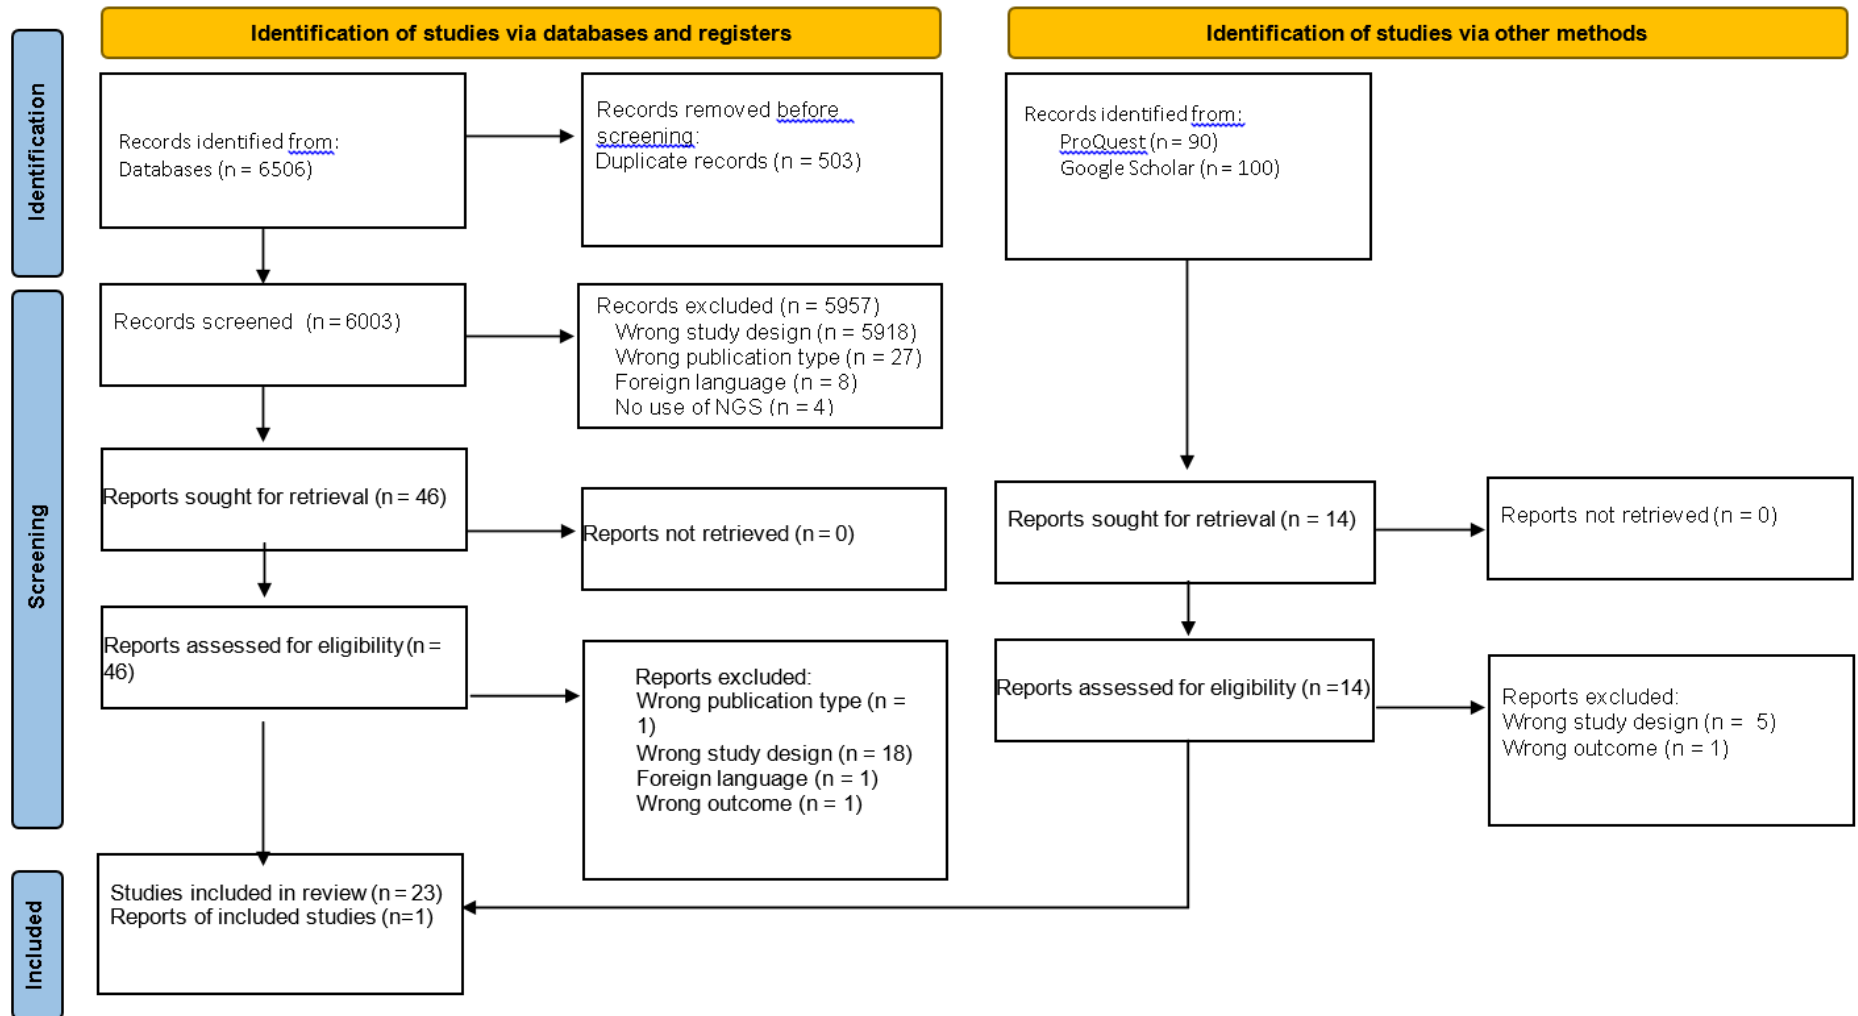 Identification of studies via databases and registers
Identification of studies via other methods
Identification
Records identified from:
Databases (n = 6506)
Records removed before
screening:
Duplicate records (n = 503)
Records identified from:
ProQuest (n = 90)
Google Scholar (n = 100)
Screening
Records screened (n = 6003)
Records excluded (n = 5957)
Wrong study design (n = 5918)
Wrong publication type (n = 27)
Foreign language (n = 8)
No use of NGS (n = 4)
Reports sought for retrieval (n = 46)
Reports not retrieved (n = 0)
Reports sought for retrieval (n = 14)
Reports not retrieved (n = 0)
Reports assessed for eligibility (n =
46)
Reports excluded:
Wrong publication type (n =
1)
Wrong study design (n = 18)
Foreign language (n = 1)
Wrong outcome (n = 1)
Reports assessed for eligibility (n =14)
Reports excluded:
Wrong study design (n = 5)
Wrong outcome (n = 1)
Included
Studies included in review (n = 23)
Reports of included studies (n=1)